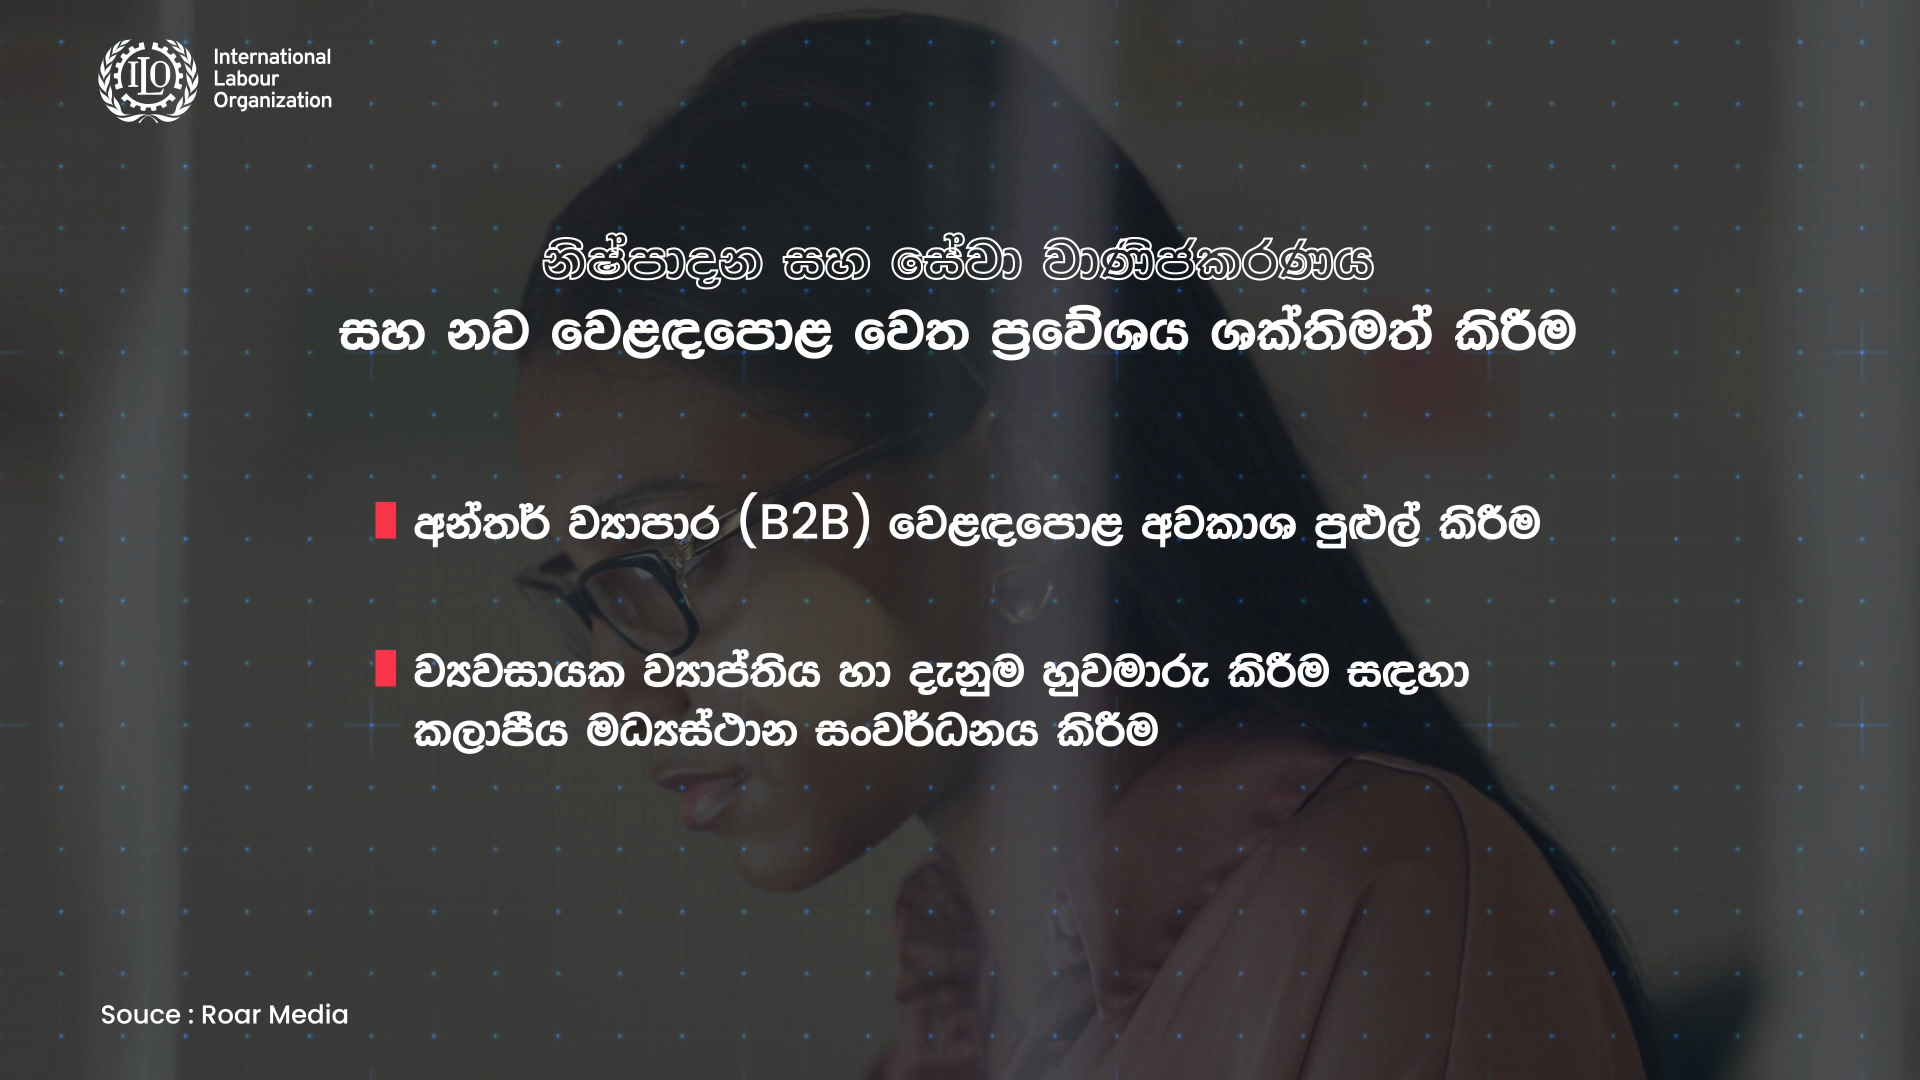 International
Labour
Organization
නිෂ්පාදන සහ සේවා වාණිජකරණය
සහ නව වෙළඳපොළ වෙත ප්‍රවේශය ශක්තිමත් කිරීම
අන්තර් ව්‍යාපාර (B2B) වෙළඳපොළ අවකාශ පුළුල් කිරීම
ව්‍යවසායක ව්‍යාප්තිය හා දැනුම හුවමාරු කිරීම සඳහා
කලාපීය මධ්‍යස්ථාන සංවර්ධනය කිරීම
Souce : Roar Media